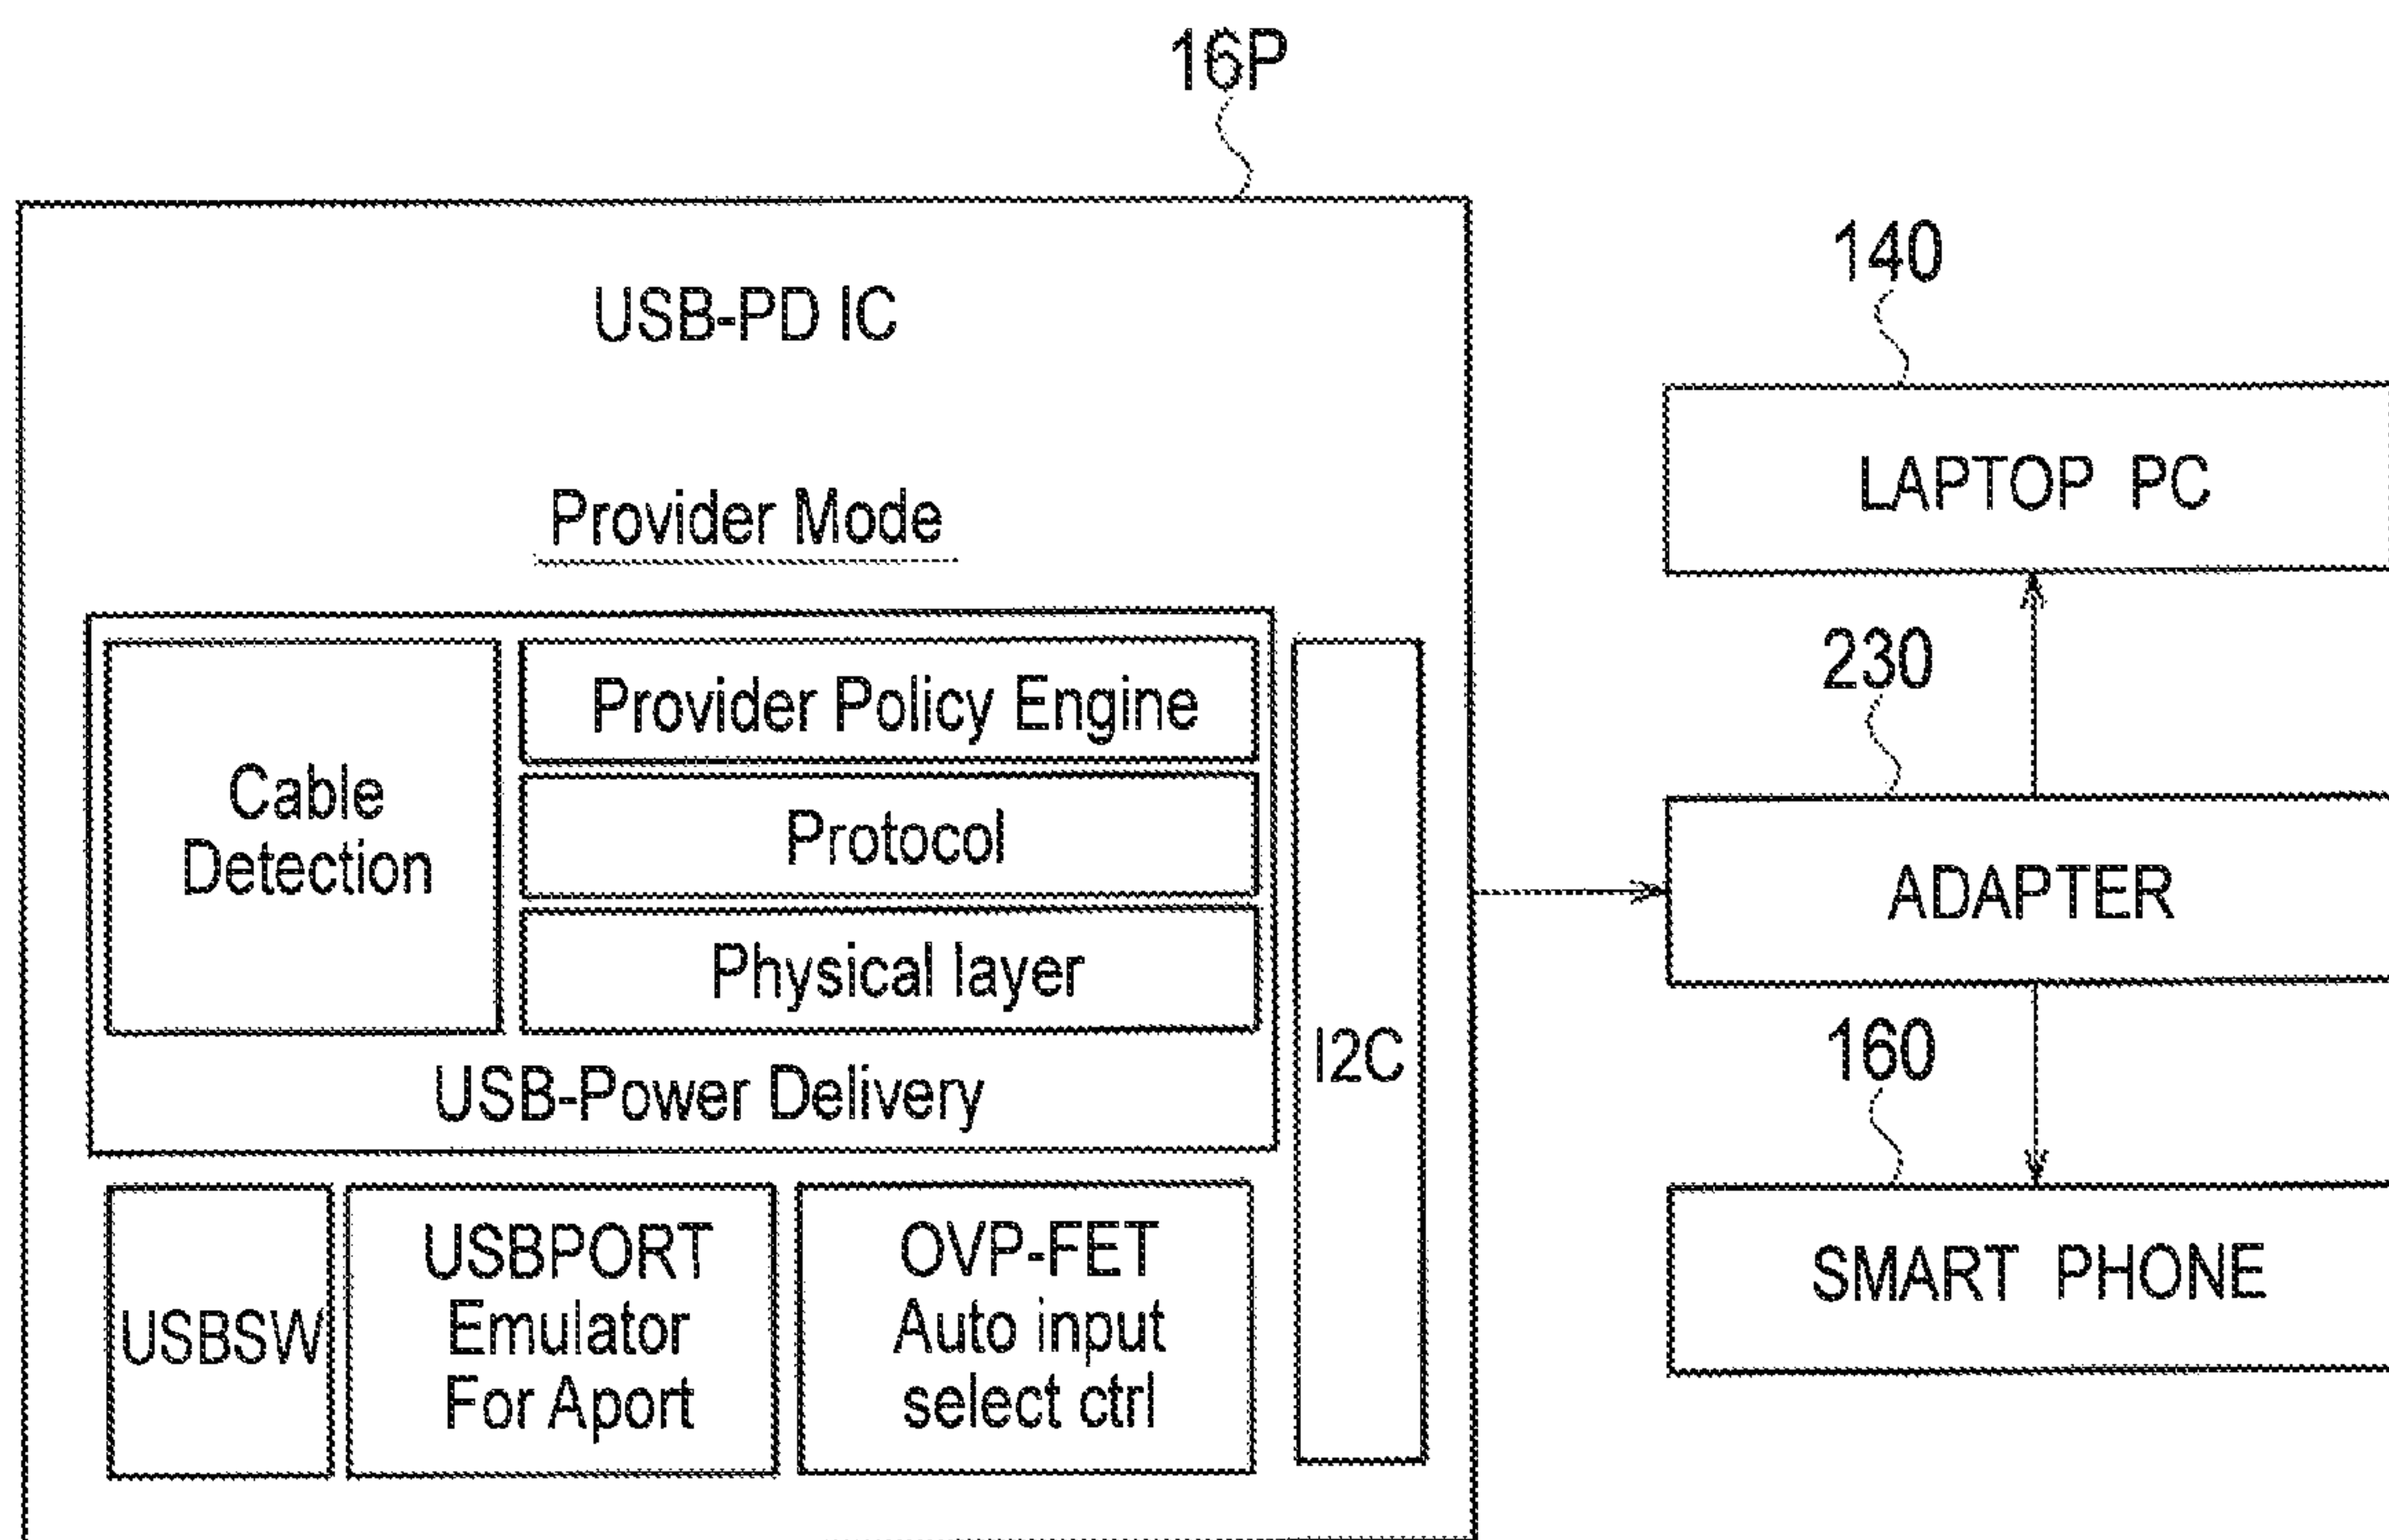 16P
USB-PD IC
Provider Mode
Cable
Detection
Provider Policy Engine
Protocol
Physical layer
USB-Power Delivery
I2C
USBSW
USBPORT
Emulator
For Aport
OVP-FET
Auto input
select ctrl
140
LAPTOP PC
230
ADAPTER
160
SMART PHONE